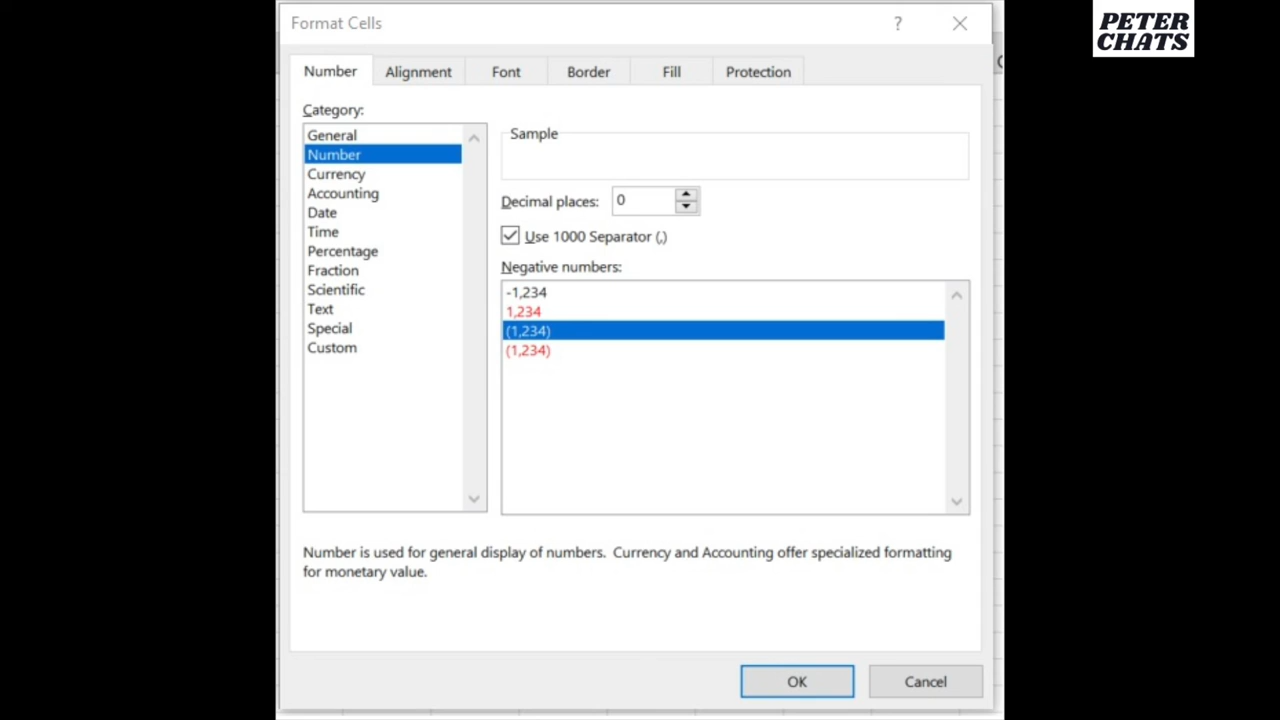 PETER
CHATS
Format Cells
?
Number Alignment Font Border Fill Protection
Category:
General
Number
Currency
Accounting
Date
Time
Percentage
Fraction
Scientific
Text
Special
Custom
Sample
Decimal places: 0
Use 1000 Separator (,)
Negative numbers:
-1,234
1,234
(1,234)
(1,234)
Number is used for general display of numbers. Currency and Accounting offer specialized formatting
for monetary value.
OK Cancel